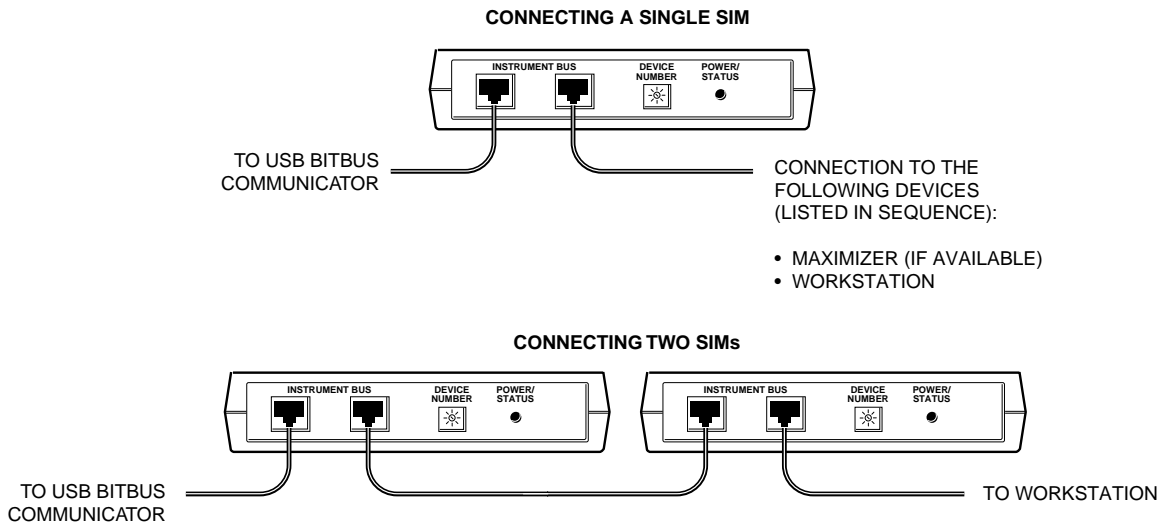 CONNECTING A SINGLE SIM
INSTRUMENT BUS
DEVICE
NUMBER
POWER/
STATUS
TO USB BITBUS
COMMUNICATOR
CONNECTION TO THE
FOLLOWING DEVICES
(LISTED IN SEQUENCE):
• MAXIMIZER (IF AVAILABLE)
• WORKSTATION
CONNECTING TWO SIMs
INSTRUMENT BUS
DEVICE
NUMBER
POWER/
STATUS
INSTRUMENT BUS
DEVICE
NUMBER
POWER/
STATUS
TO USB BITBUS
COMMUNICATOR
TO WORKSTATION